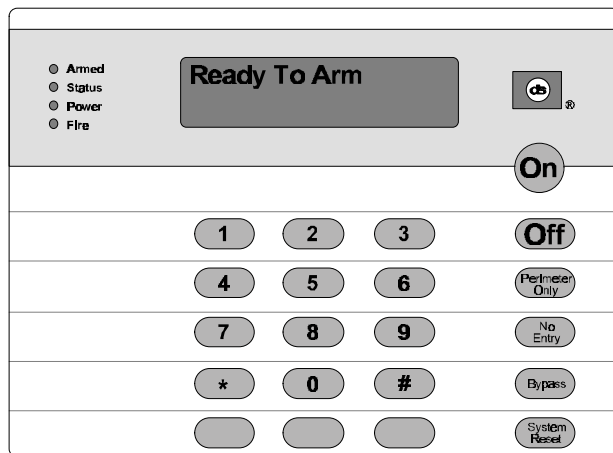 Armed
Status
Power
Fire
Ready To Arm
ds
®
On
1 2 3 Off
4 5 6 Perimeter
Only
7 8 9 No
Entry
* 0 # Bypass
System
Reset